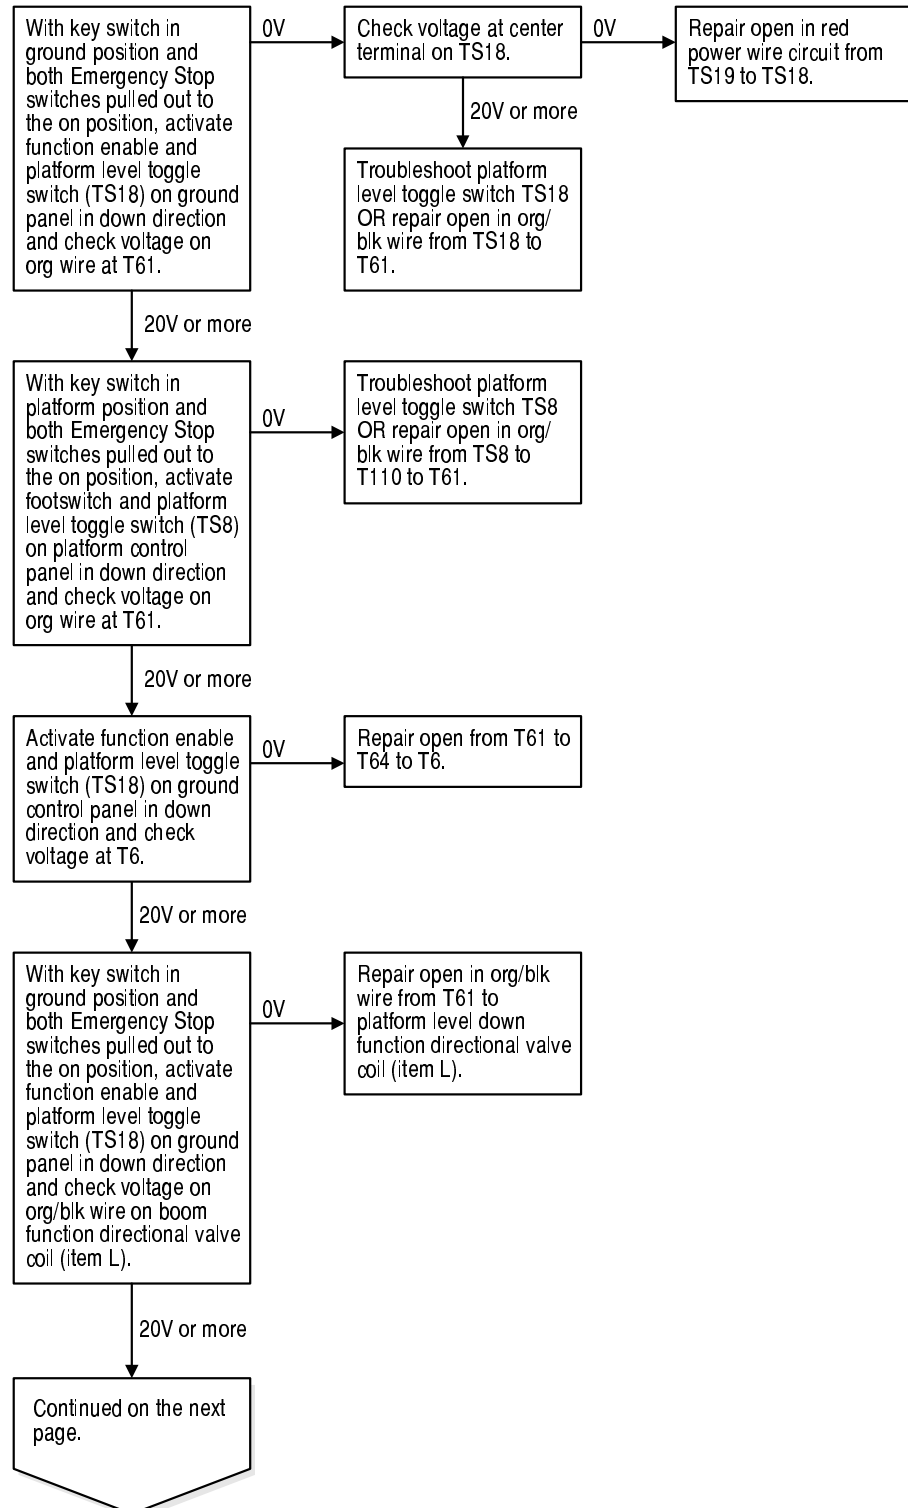 With key switch in
ground position and
both Emergency Stop
switches pulled out to
the on position, activate
function enable and
platform level toggle
switch (TS18) on ground
panel in down direction
and check voltage on
org wire at T61.
0V
Check voltage at center
terminal on TS18.
0V
Repair open in red
power wire circuit from
TS19 to TS18.
20V or more
Troubleshoot platform
level toggle switch TS18
OR repair open in org/
blk wire from TS18 to
T61.
20V or more
With key switch in
platform position and
both Emergency Stop
switches pulled out to
the on position, activate
footswitch and platform
level toggle switch (TS8)
on platform control
panel in down direction
and check voltage on
org wire at T61.
0V
Troubleshoot platform
level toggle switch TS8
OR repair open in org/
blk wire from TS8 to
T110 to T61.
20V or more
Activate function enable
and platform level toggle
switch (TS18) on ground
control panel in down
direction and check
voltage at T6.
0V
Repair open from T61 to
T64 to T6.
20V or more
With key switch in
ground position and
both Emergency Stop
switches pulled out to
the on position, activate
function enable and
platform level toggle
switch (TS18) on ground
panel in down direction
and check voltage on
org/blk wire on boom
function directional valve
coil (item L).
0V
Repair open in org/blk
wire from T61 to
platform level down
function directional valve
coil (item L).
20V or more
Continued on the next
page.